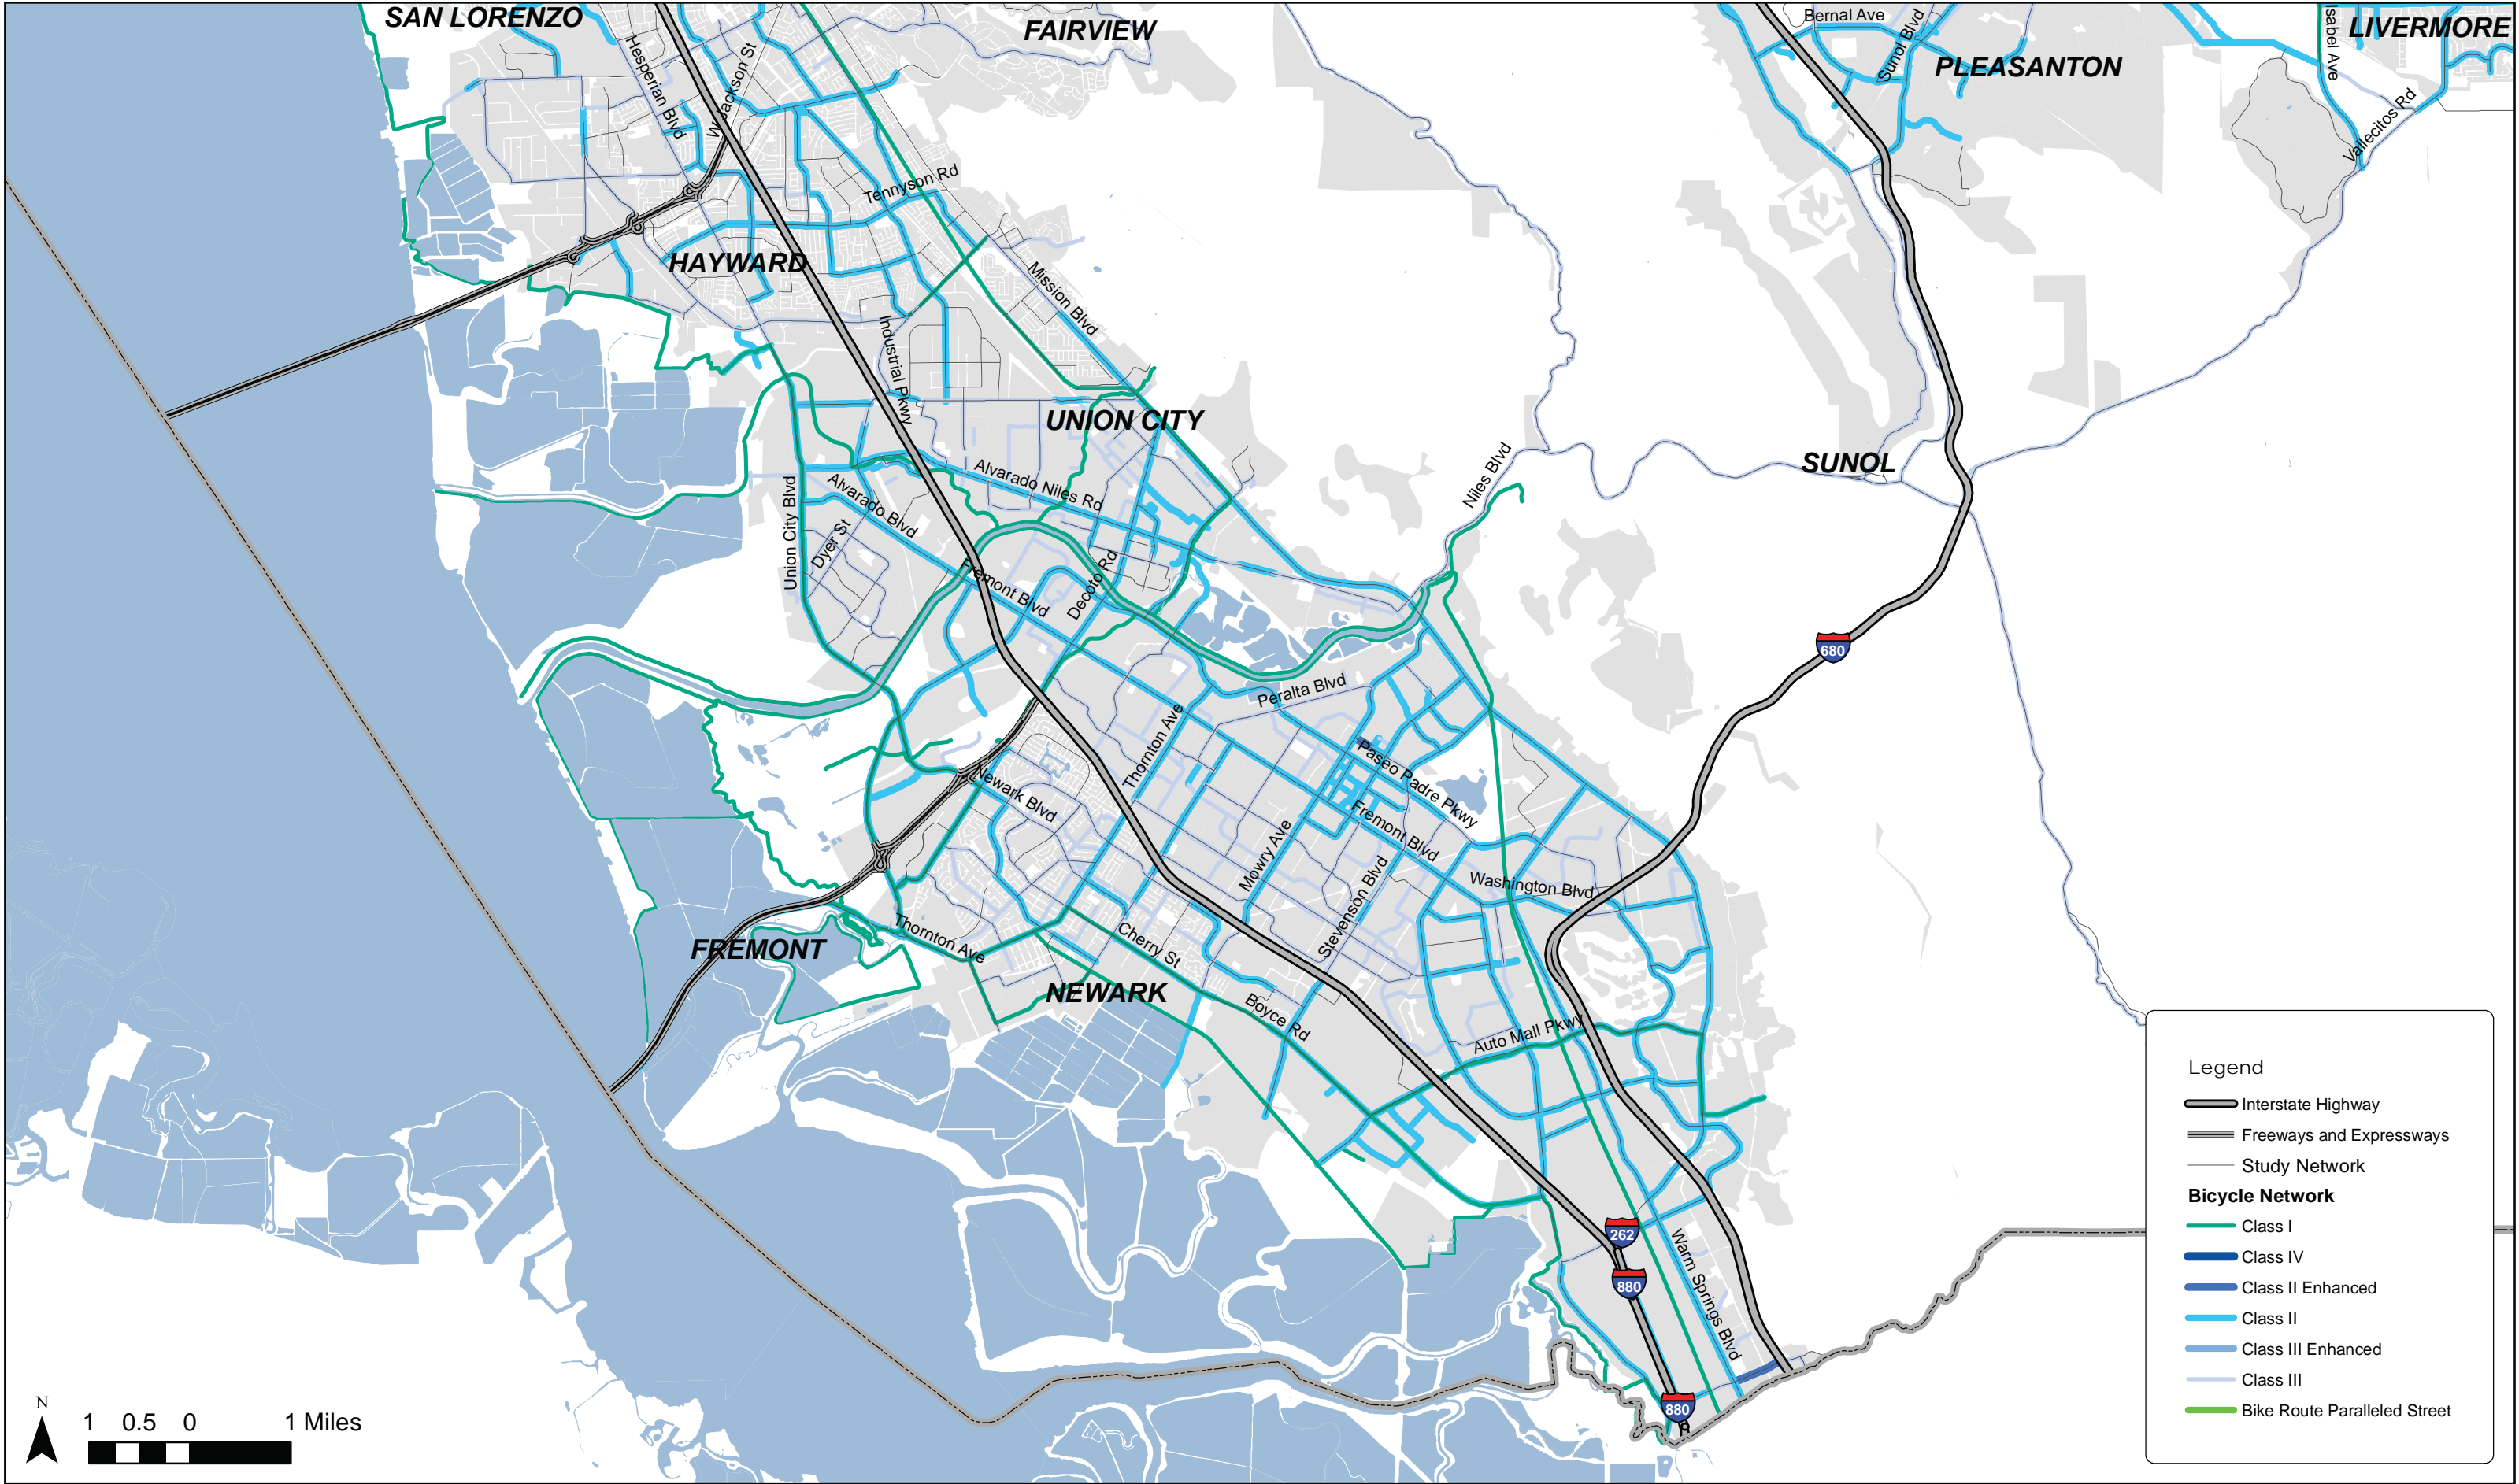 SAN LORENZO
FAIRVIEW
Bernal Ave
Sunol Blvd
PLEASANTON
Isabel Ave
LIVERMORE
Hesperian Blvd
W Jackson St
Vallecitos Rd
Tennyson Rd
HAYWARD
Mission Blvd
Industrial Pkwy
UNION CITY
SUNOL
Niles Blvd
Alvarado Niles Rd
Alvarado Blvd
Union City Blvd
Dyer St
Fremont Blvd
Decoto Rd
680
Peralta Blvd
Thornton Ave
Paseo Padre Pkwy
Newark Blvd
Fremont Blvd
Mowry Ave
Stevenson Blvd
Washington Blvd
Thornton Ave
FREMONT
Cherry St
NEWARK
Boyce Rd
Auto Mall Pkwy
262
880
Warm Springs Blvd
880
Legend
Interstate Highway
Freeways and Expressways
Study Network
Bicycle Network
Class I
Class IV
Class II Enhanced
Class II
Class III Enhanced
Class III
Bike Route Paralleled Street
N
1 0.5 0 1 Miles